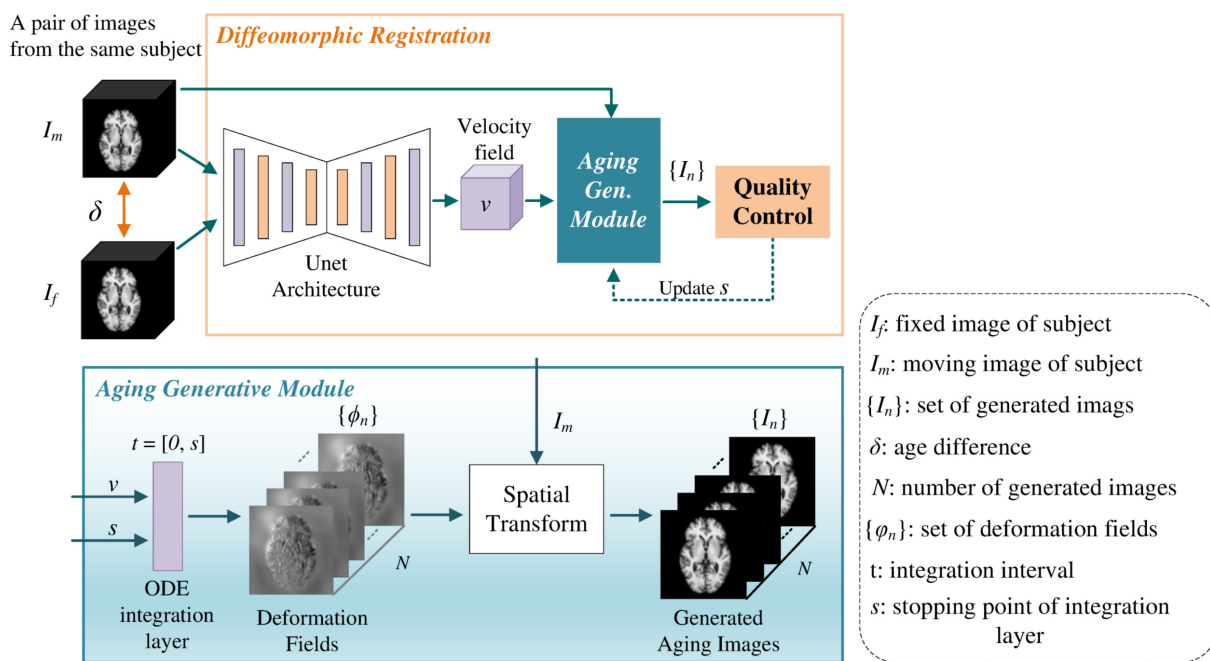 A pair of images
from the same subject
Diffeomorphic Registration
I_m
δ
I_f
Unet
Architecture
Velocity
field
v
Aging
Gen.
Module
{I_n}
Quality
Control
Update s
Aging Generative Module
t = [0, s]
v
s
ODE
integration
layer
{ϕ_n}
N
Deformation
Fields
I_m
Spatial
Transform
{I_n}
N
Generated
Aging Images
I_f: fixed image of subject
I_m: moving image of subject
{I_n}: set of generated imags
δ: age difference
N: number of generated images
{φ_n}: set of deformation fields
t: integration interval
s: stopping point of integration
layer